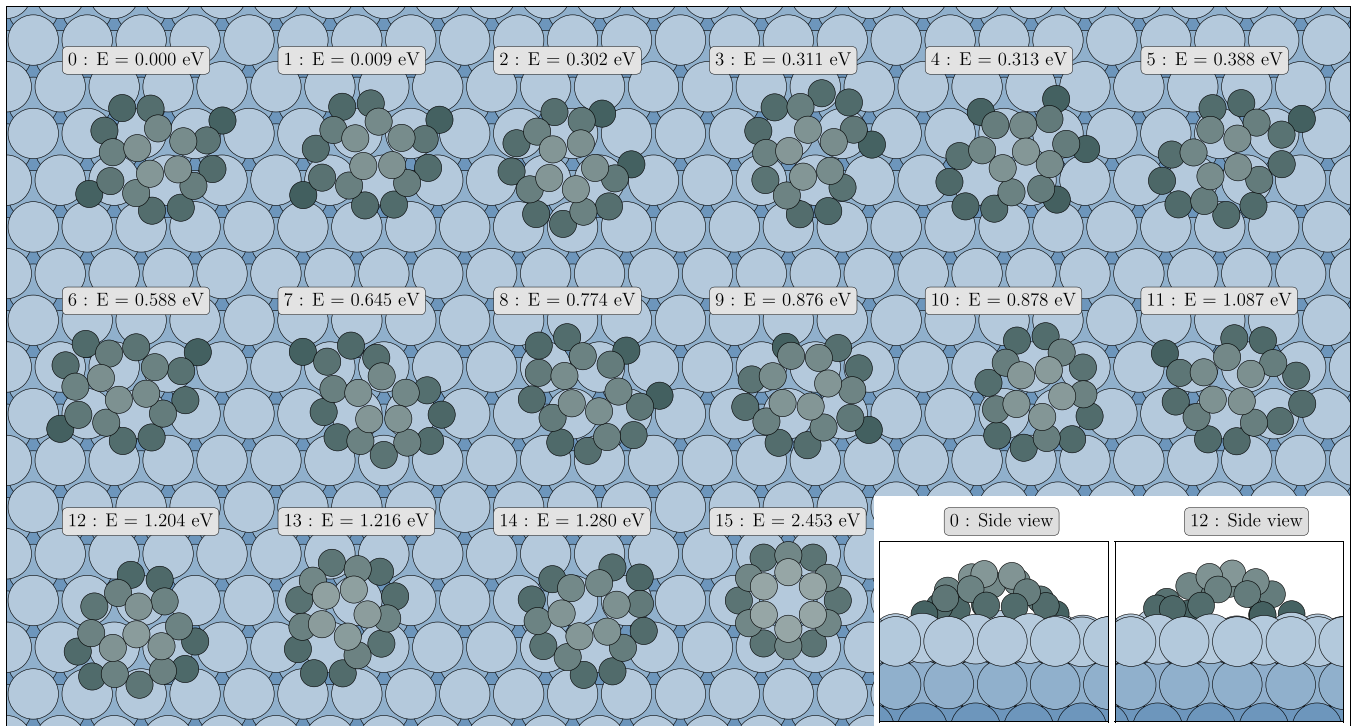 0 : E = 0.000 eV
1 : E = 0.009 eV
2 : E = 0.302 eV
3 : E = 0.311 eV
4 : E = 0.313 eV
5 : E = 0.388 eV
6 : E = 0.588 eV
7 : E = 0.645 eV
8 : E = 0.774 eV
9 : E = 0.876 eV
10 : E = 0.878 eV
11 : E = 1.087 eV
12 : E = 1.204 eV
13 : E = 1.216 eV
14 : E = 1.280 eV
15 : E = 2.453 eV
0 : Side view
12 : Side view